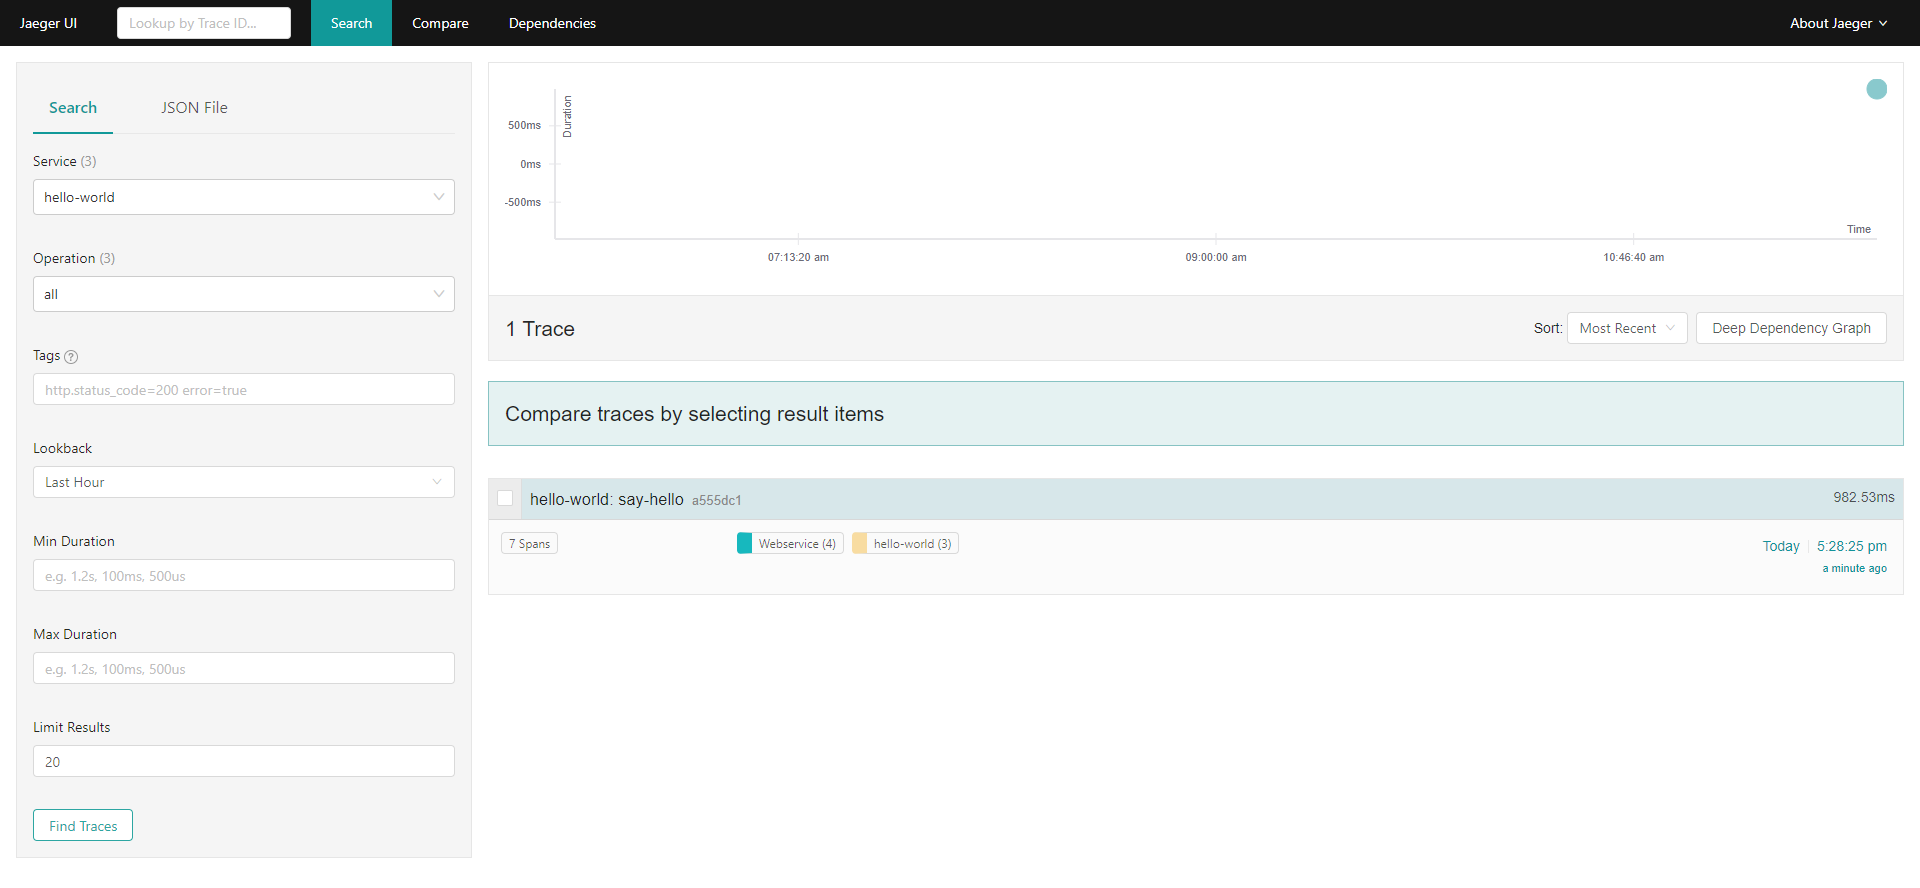 Jaeger UI
Lookup by Trace ID...
Search
Compare
Dependencies
About Jaeger
Search
JSON File
Service (3)
hello-world
Operation (3)
all
Tags ?
http.status_code=200 error=true
Lookback
Last Hour
Min Duration
e.g. 1.2s, 100ms, 500us
Max Duration
e.g. 1.2s, 100ms, 500us
Limit Results
20
Find Traces
Duration
500ms
0ms
-500ms
Time
07:13:20 am
09:00:00 am
10:46:40 am
1 Trace
Sort: Most Recent
Deep Dependency Graph
Compare traces by selecting result items
hello-world: say-hello a555dc1
982.53ms
7 Spans
Webservice (4)
hello-world (3)
Today 5:28:25 pm
a minute ago